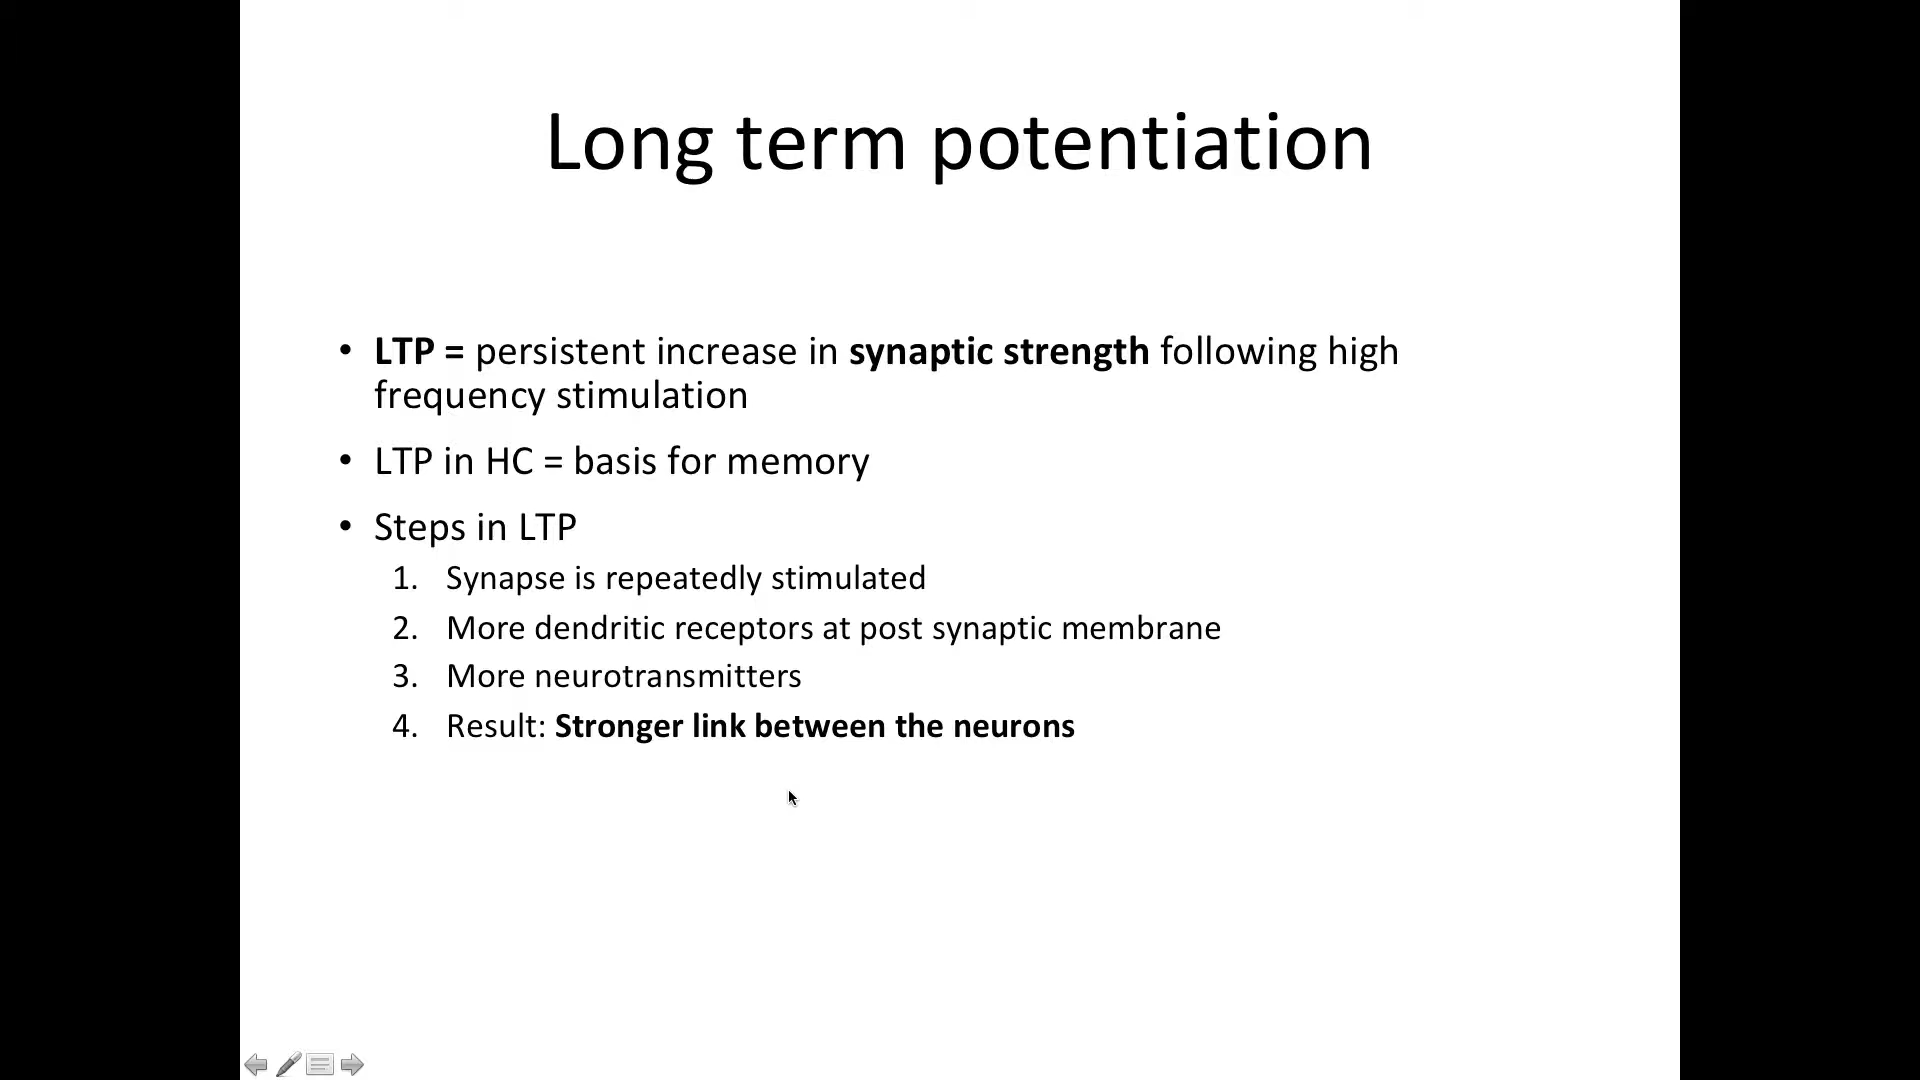 Long term potentiation
• LTP = persistent increase in synaptic strength following high
frequency stimulation
• LTP in HC = basis for memory
• Steps in LTP
1. Synapse is repeatedly stimulated
2. More dendritic receptors at post synaptic membrane
3. More neurotransmitters
4. Result: Stronger link between the neurons